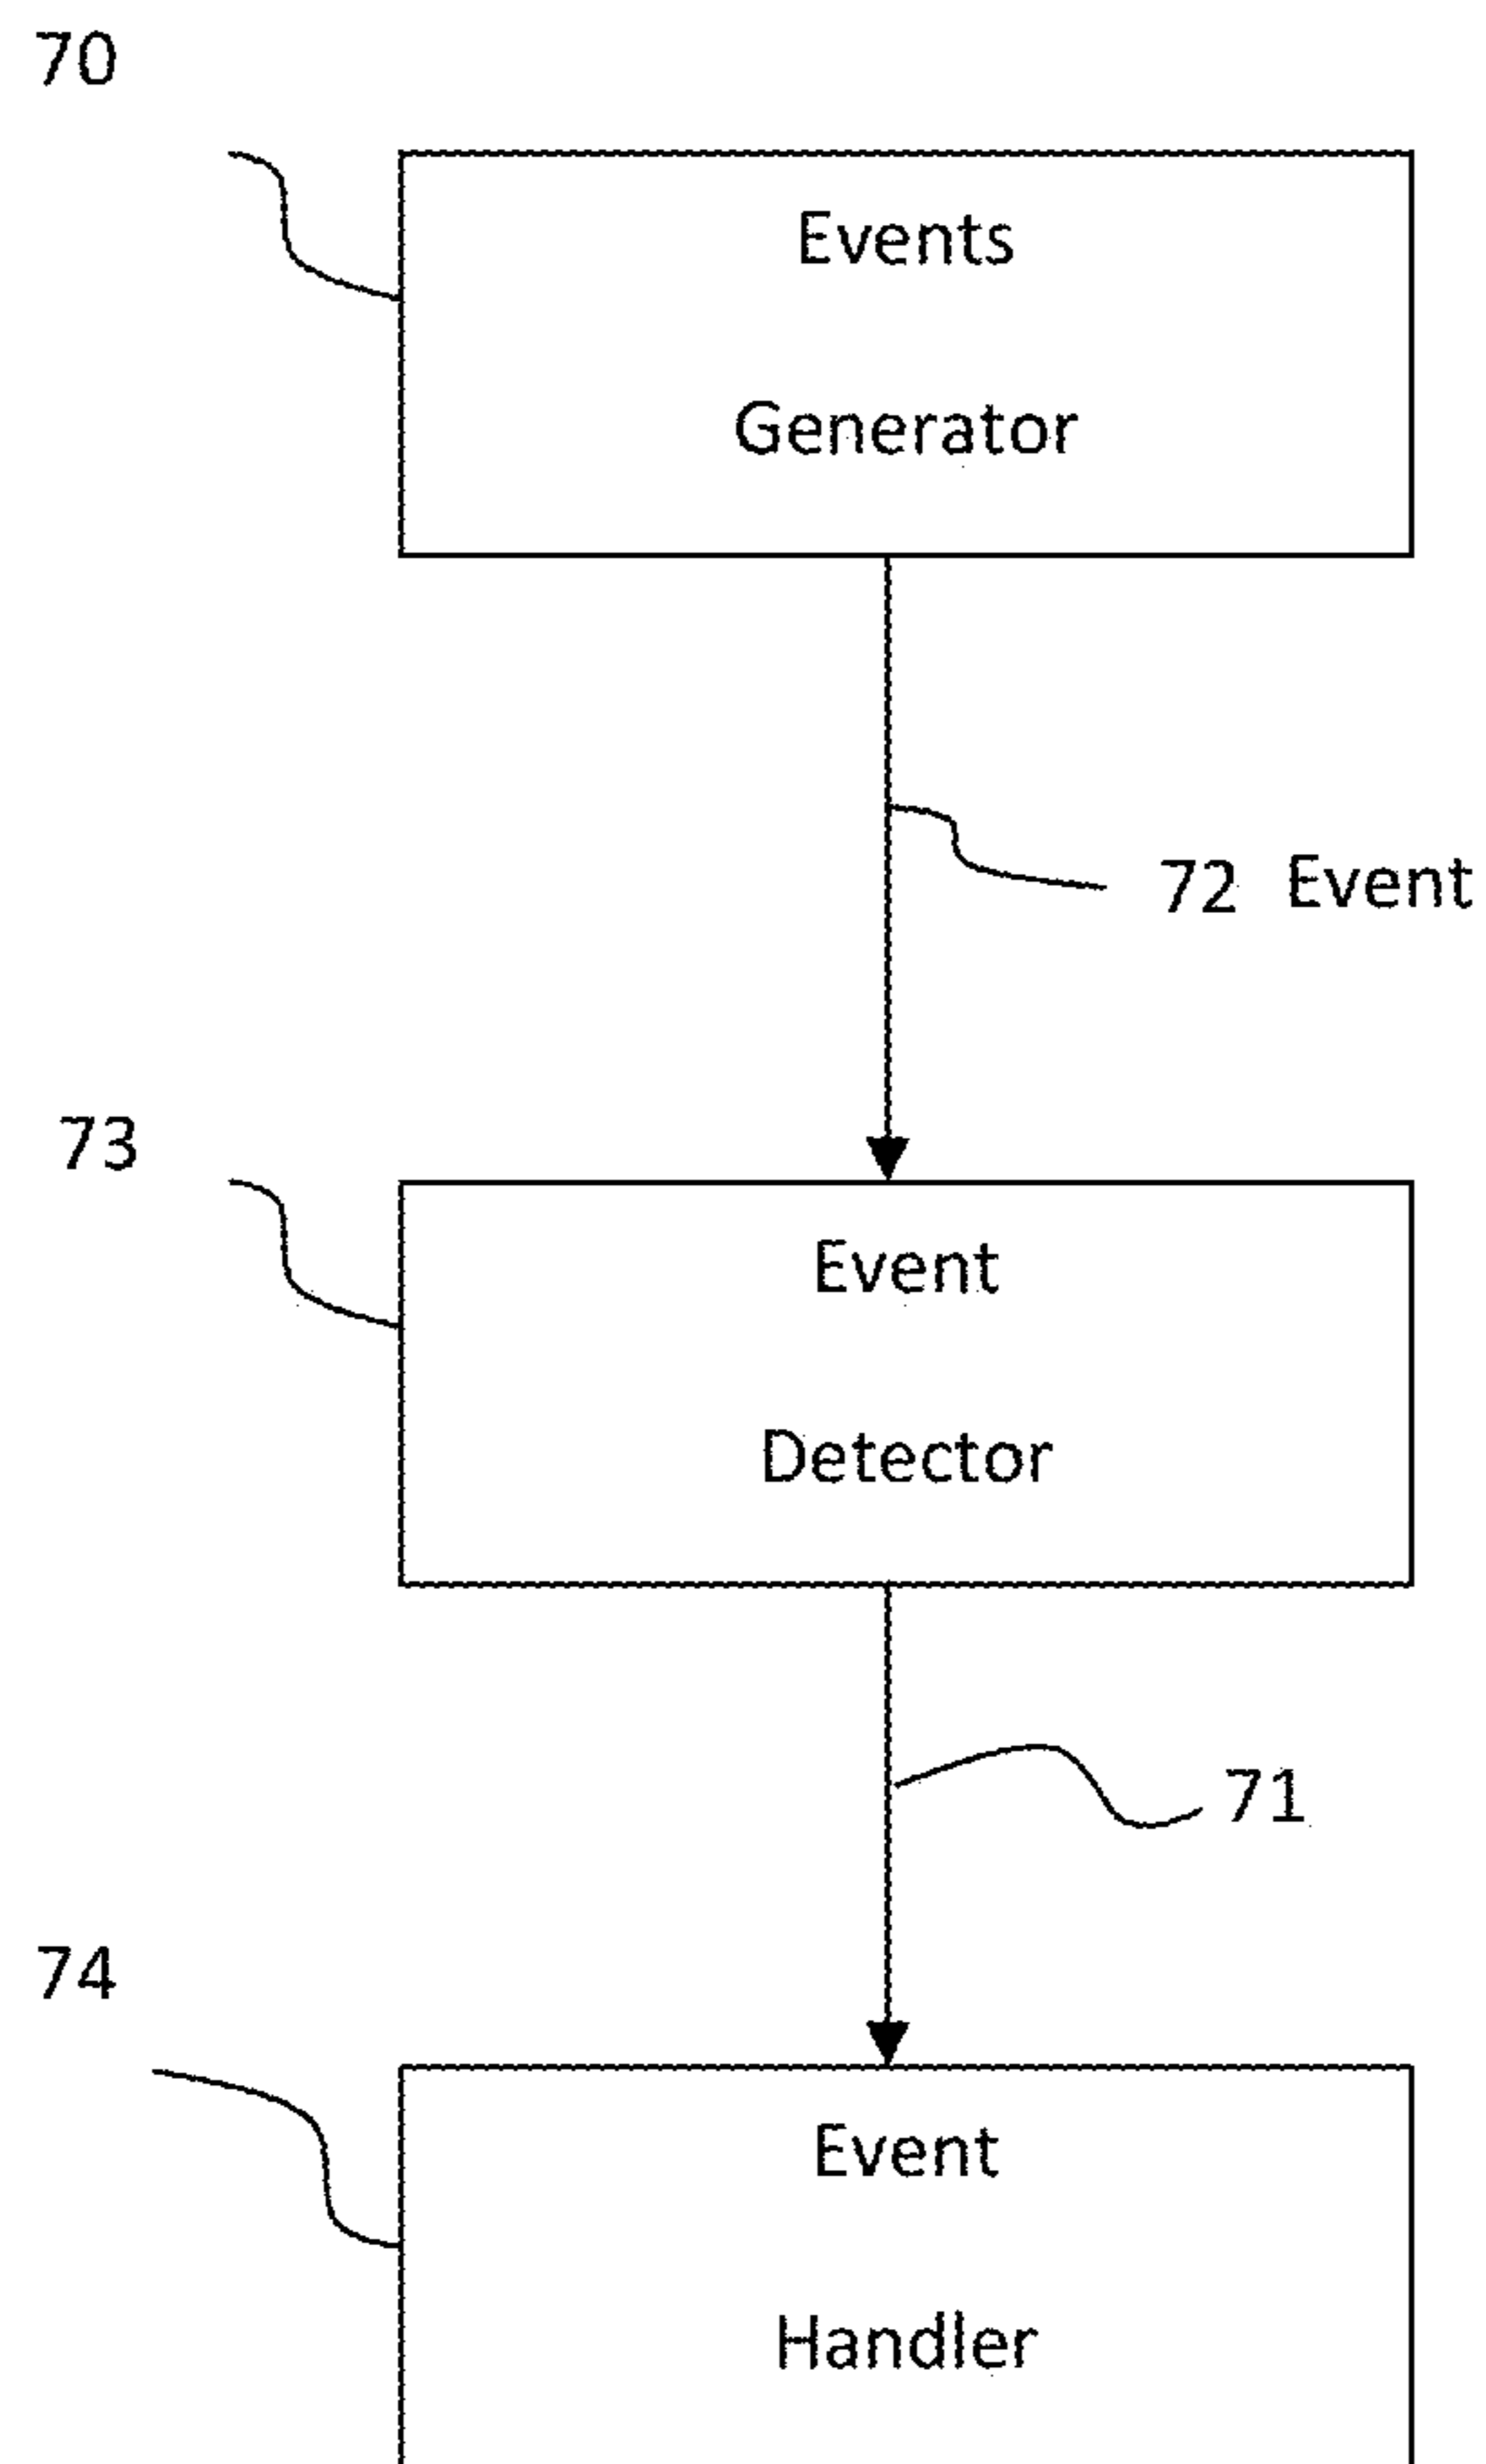 70
Events
Generator
72 Event
73
Event
Detector
71
74
Event
Handler